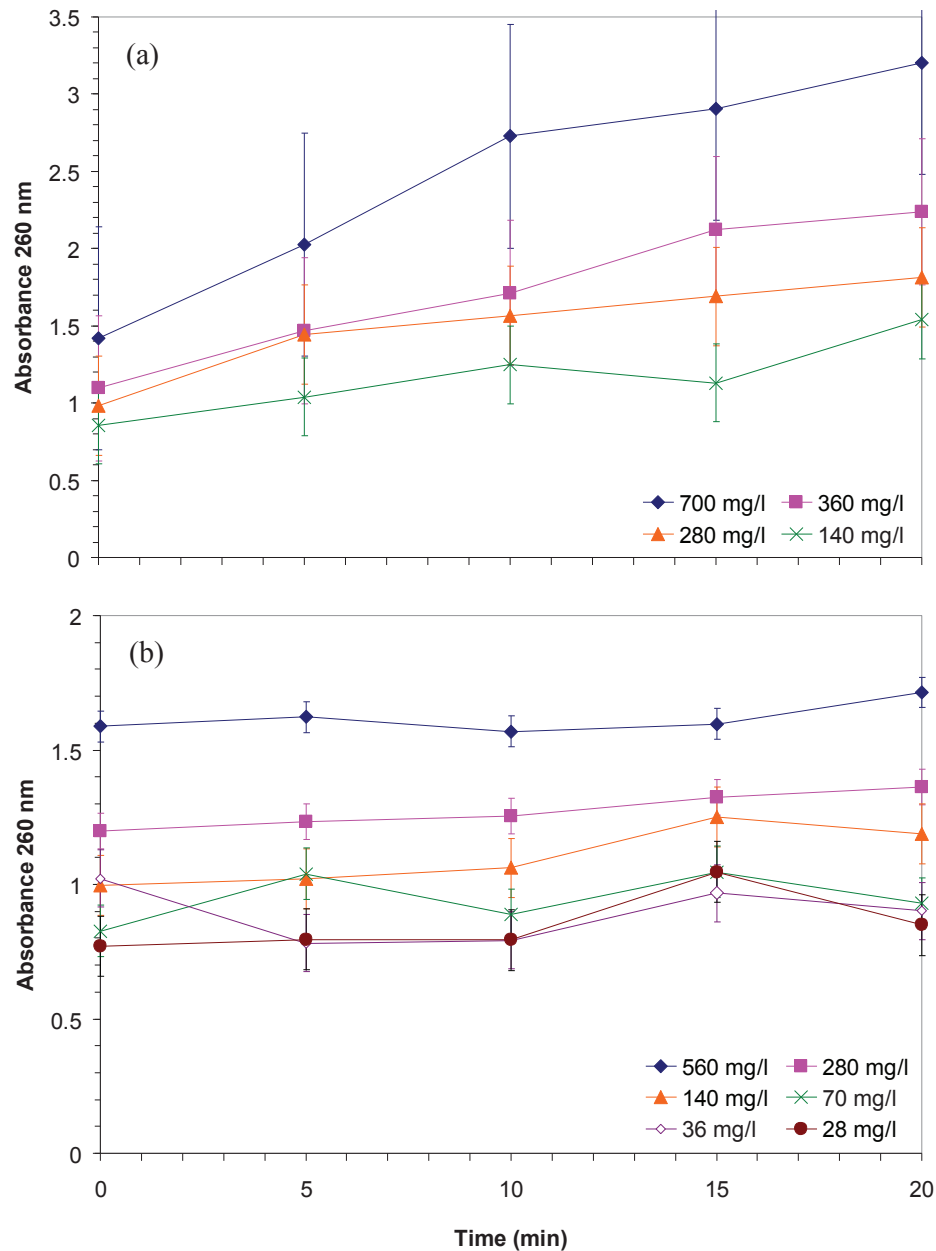 3.5
(a)
3
2.5
2
1.5
1
0.5
0
Absorbance 260 nm
700 mg/l 360 mg/l
280 mg/l 140 mg/l
2
(b)
1.5
1
0.5
0
Absorbance 260 nm
560 mg/l 280 mg/l
140 mg/l 70 mg/l
36 mg/l 28 mg/l
0 5 10 15 20
Time (min)